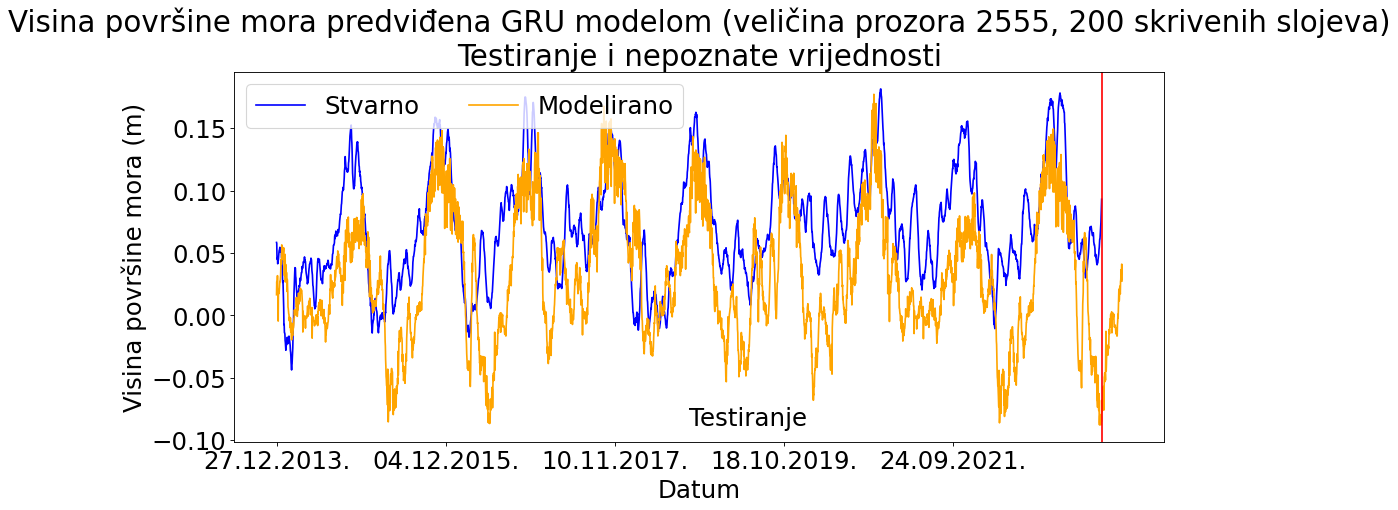 Visina površine mora predviđena GRU modelom (veličina prozora 2555, 200 skrivenih slojeva)
Testiranje i nepoznate vrijednosti
Stvarno
Modelirano
Visina površine mora (m)
0.15
0.10
0.05
0.00
−0.05
−0.10
Testiranje
27.12.2013.
04.12.2015.
10.11.2017.
18.10.2019.
24.09.2021.
Datum